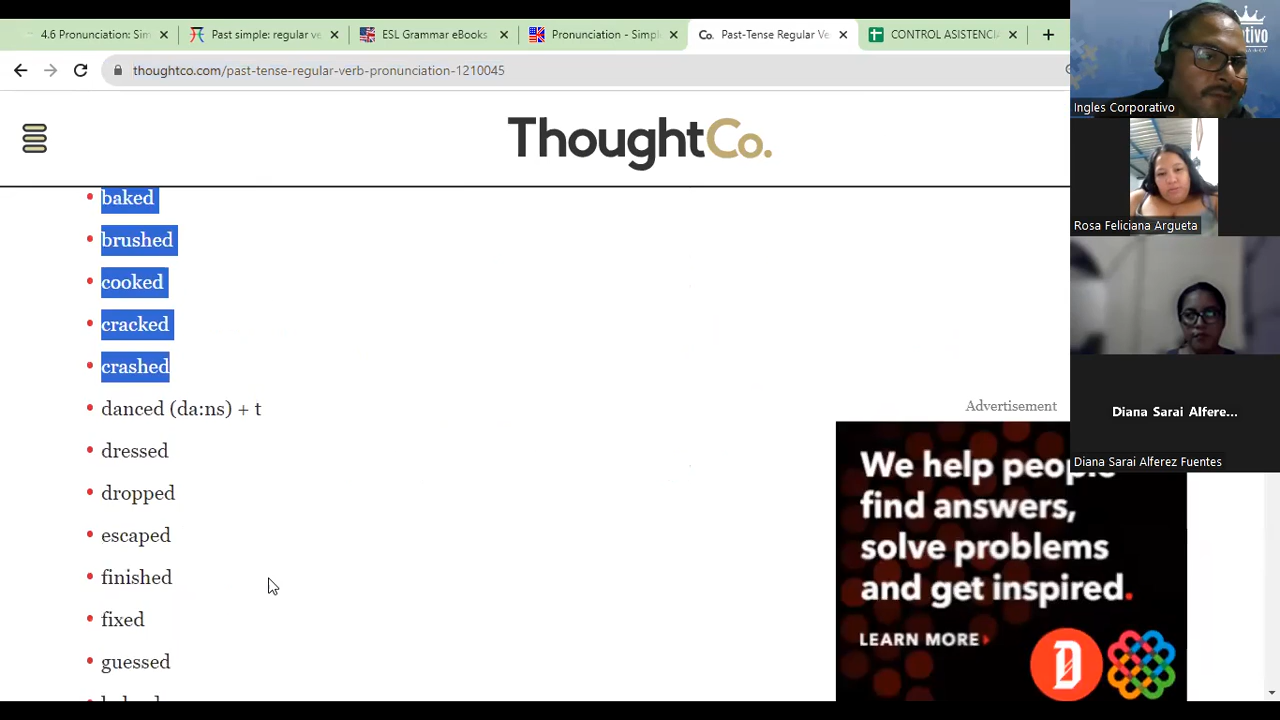 4.6 Pronunciation: Sim
Past simple: regular ve
ESL Grammar eBooks
Pronunciation - Simpl
Co. Past-Tense Regular Ve
CONTROL ASISTENCIA
thoughtco.com/past-tense-regular-verb-pronunciation-1210045
ThoughtCo.
baked
brushed
cooked
cracked
crashed
danced (da:ns) + t
dressed
dropped
escaped
finished
fixed
guessed
Advertisement
We help people
find answers,
solve problems
and get inspired.
LEARN MORE
Ingles Corporativo
Rosa Feliciana Argueta
Diana Sarai Alfere...
Diana Sarai Alferez Fuentes